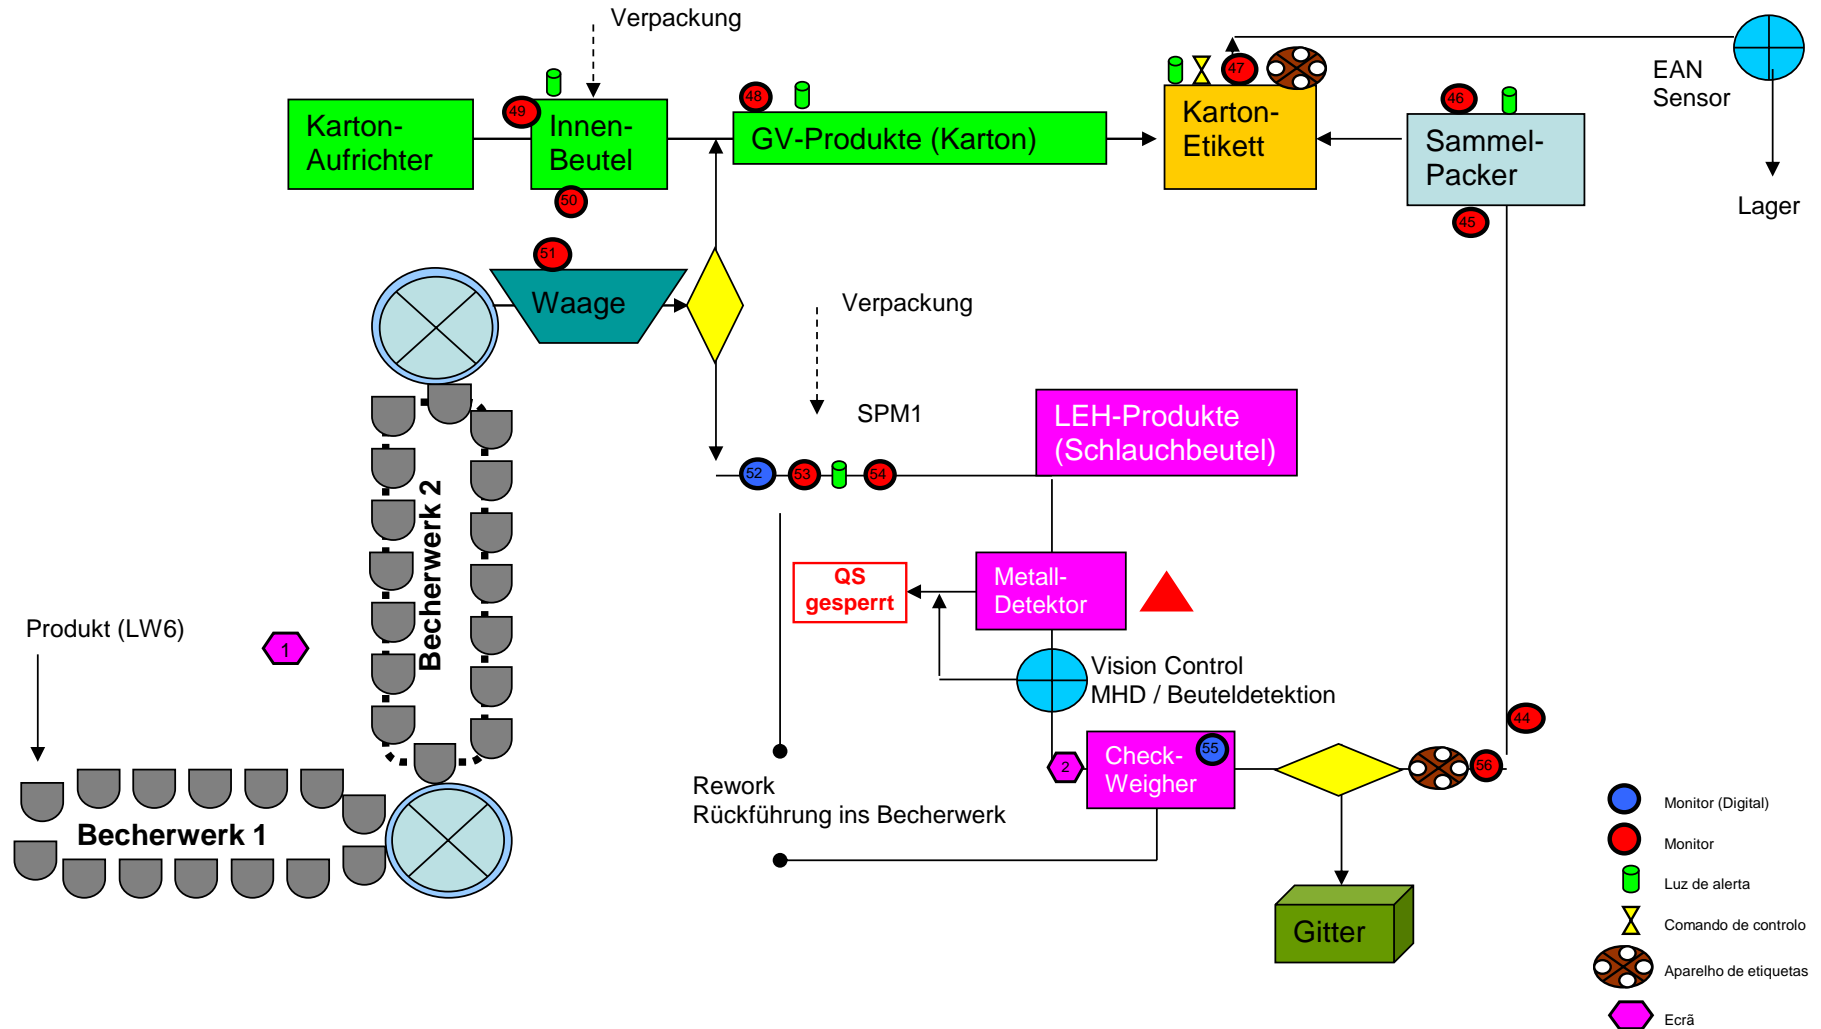 Verpackung
47
EAN
Sensor
49
48
46
Karton-
Aufrichter
Innen-
Beutel
GV-Produkte (Karton)
Karton-
Etikett
Sammel-
Packer
50
45
Lager
51
Waage
Verpackung
SPM1
LEH-Produkte
(Schlauchbeutel)
52
53
54
Becherwerk 2
QS
gesperrt
Metall-
Detektor
Produkt (LW6)
1
Vision Control
MHD / Beuteldetektion
44
55
2
Check-
Weigher
56
Rework
Rückführung ins Becherwerk
Becherwerk 1
Gitter
Monitor (Digital)
Monitor
Luz de alerta
Comando de controlo
Aparelho de etiquetas
Ecrã